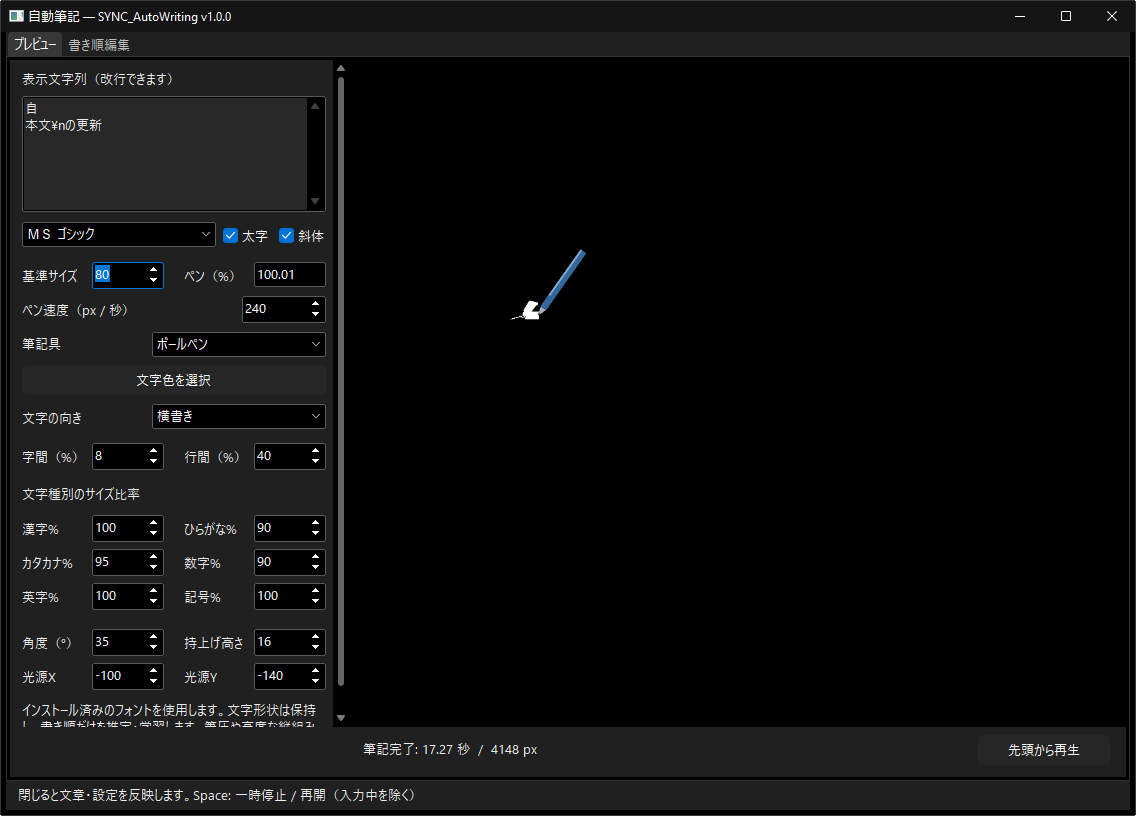 自動筆記 — SYNC_AutoWriting v1.0.0
プレビュー 書き順編集
表示文字列（改行できます）
自
本文¥nの更新
ＭＳ ゴシック 太字 斜体
基準サイズ 80 ペン（%） 100.01
ペン速度（px / 秒） 240
筆記具 ボールペン
文字色を選択
文字の向き 横書き
字間（%） 8 行間（%） 40
文字種別のサイズ比率
漢字% 100 ひらがな% 90
カタカナ% 95 数字% 90
英字% 100 記号% 100
角度（°） 35 持上げ高さ 16
光源X -100 光源Y -140
インストール済みのフォントを使用します。文字形状は保持
筆記完了: 17.27 秒 / 4148 px 先頭から再生
閉じると文章・設定を反映します。Space: 一時停止 / 再開（入力中を除く）